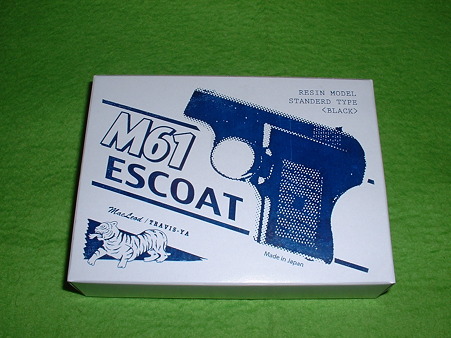 RESIN MODEL
STANDERD TYPE
<BLACK>
M61
ESCOAT
MacLeod / TRAVIS-YA
Made in Japan